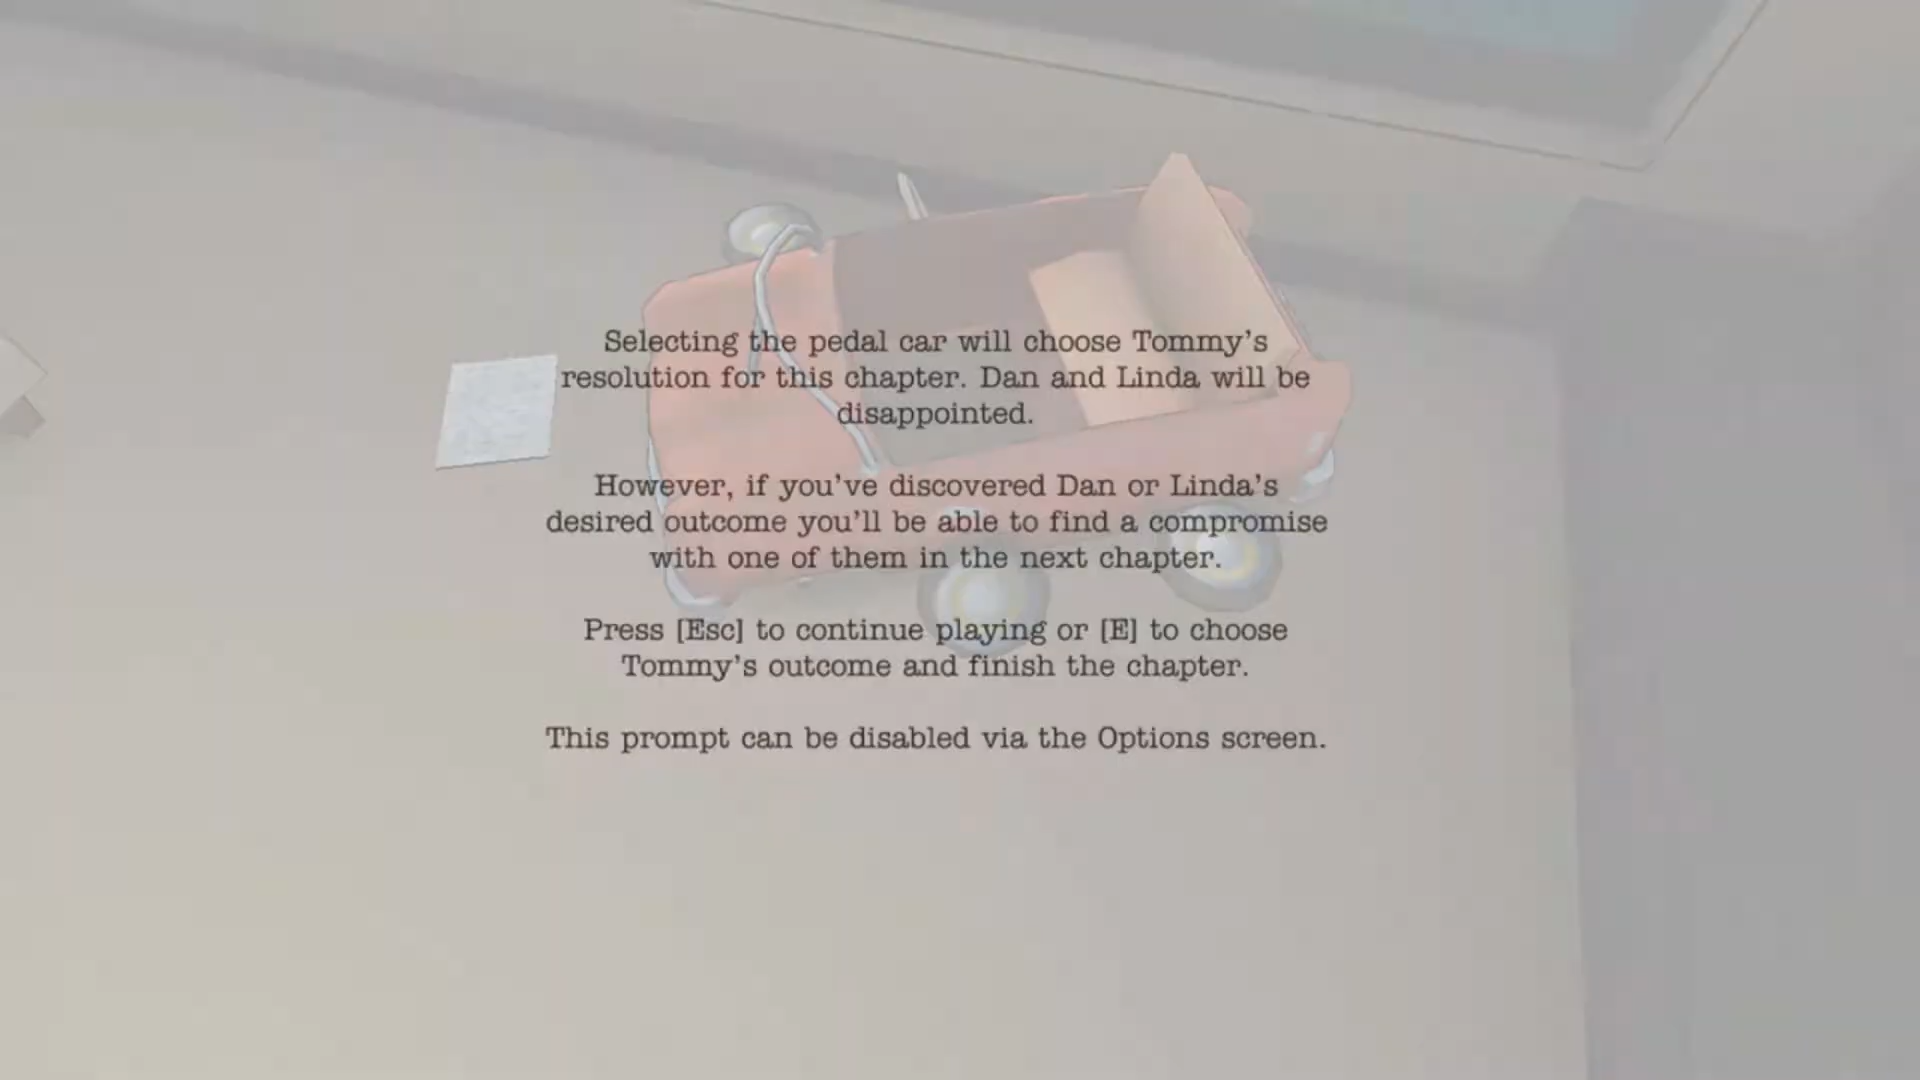 Selecting the pedal car will choose Tommy's
resolution for this chapter. Dan and Linda will be
disappointed.
However, if you've discovered Dan or Linda's
desired outcome you'll be able to find a compromise
with one of them in the next chapter.
Press [Esc] to continue playing or [E] to choose
Tommy's outcome and finish the chapter.
This prompt can be disabled via the Options screen.